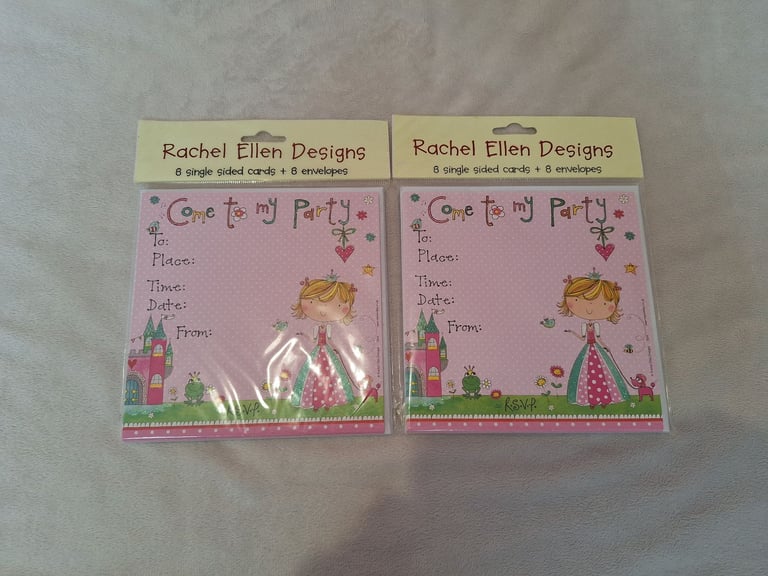 Rachel Ellen Designs
8 single sided cards + 8 envelopes
Come to my Party
To:
Place:
Time:
Date:
From:
R.S.V.P.
Rachel Ellen Designs
8 single sided cards + 8 envelopes
Come to my Party
To:
Place:
Time:
Date:
From:
R.S.V.P.